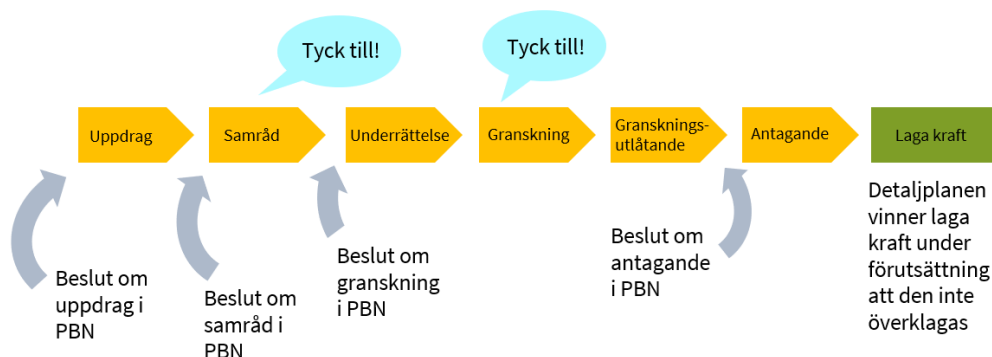 Tyck till!
Tyck till!
Uppdrag
Samråd
Underrättelse
Granskning
Gransknings-
utlåtande
Antagande
Laga kraft
Beslut om
uppdrag i
PBN
Beslut om
samråd i
PBN
Beslut om
granskning
i PBN
Beslut om
antagande
i PBN
Detaljplanen
vinner laga
kraft under
förutsättning
att den inte
överklagas